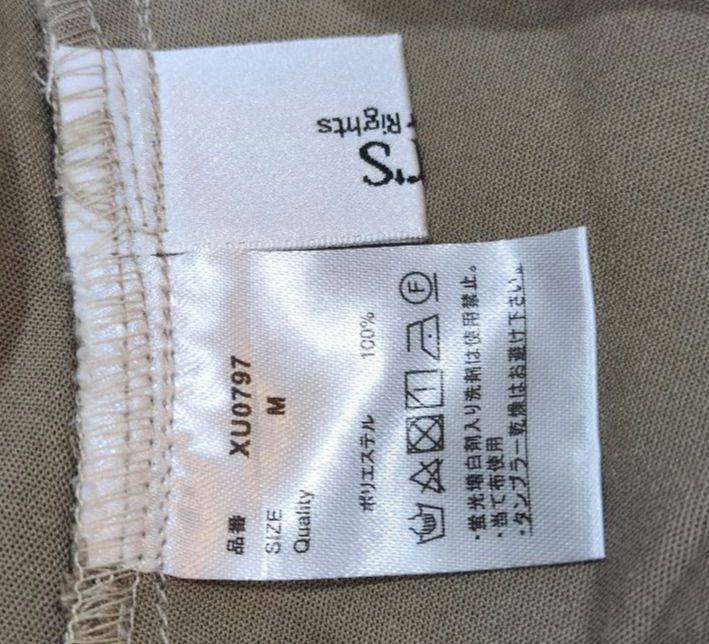 Rights
r's
品番 XU0797
SIZE M
Quality
ポリエステル 100%
F
・蛍光増白剤入り洗剤は使用禁止。
・当て布使用
・タンブラー乾燥はお避け下さい。